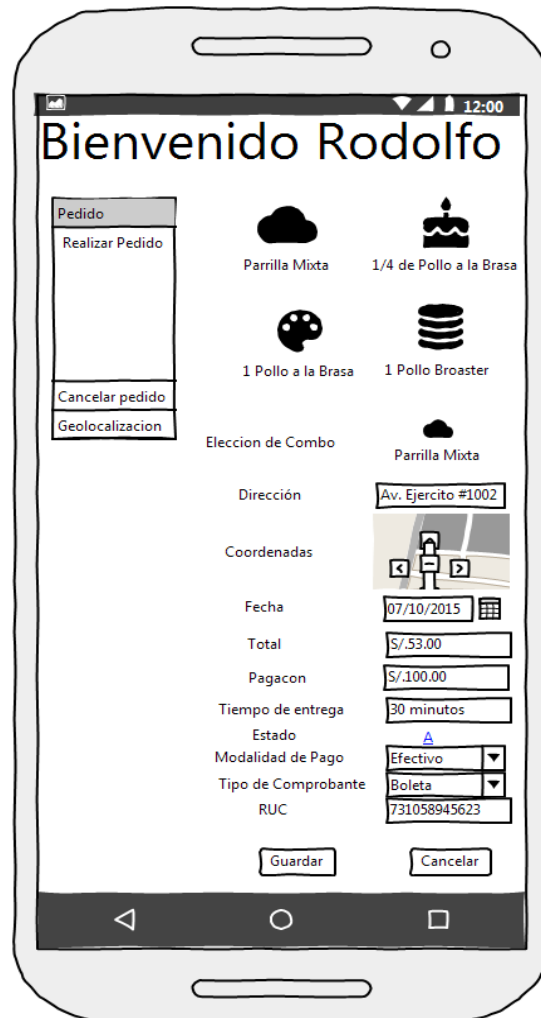 12:00
Bienvenido Rodolfo
Pedido
Realizar Pedido
Cancelar pedido
Geolocalizacion
Parrilla Mixta
1/4 de Pollo a la Brasa
1 Pollo a la Brasa
1 Pollo Broaster
Eleccion de Combo
Parrilla Mixta
Dirección
Av. Ejercito #1002
Coordenadas
Fecha
07/10/2015
Total
S/.53.00
Pagacon
S/.100.00
Tiempo de entrega
30 minutos
Estado
A
Modalidad de Pago
Efectivo
Tipo de Comprobante
Boleta
RUC
731058945623
Guardar
Cancelar